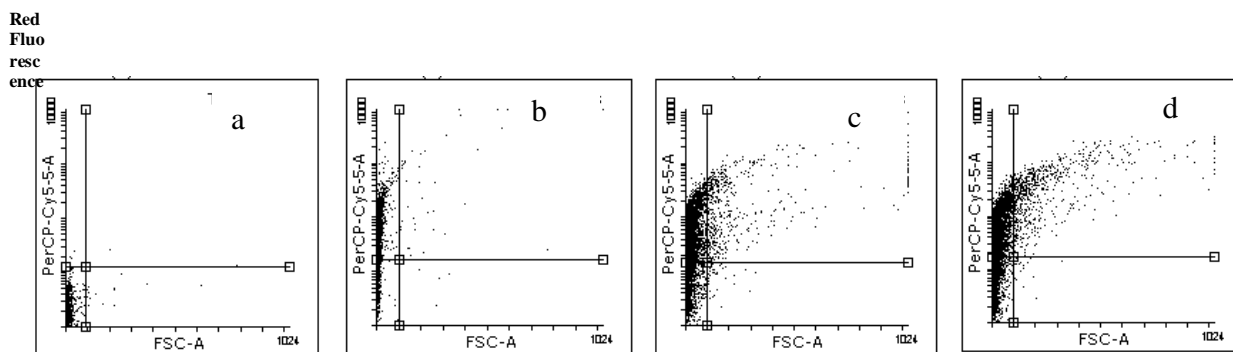 Red
Fluo
resc
ence
a
PerCP-Cy5-5-A
FSC-A
1024
b
PerCP-Cy5-5-A
FSC-A
1024
c
PerCP-Cy5-5-A
FSC-A
1024
d
PerCP-Cy5-5-A
FSC-A
1024